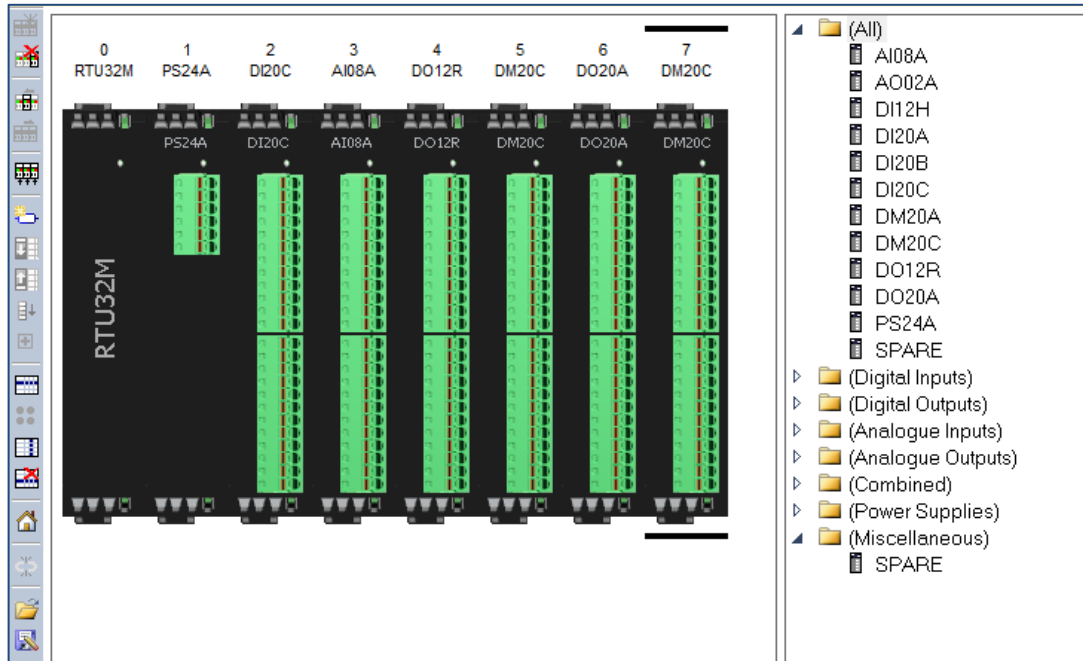 0 1 2 3 4 5 6 7
RTU32M PS24A DI20C AI08A DO12R DM20C DO20A DM20C
PS24A DI20C AI08A DO12R DM20C DO20A DM20C
RTU32M
(All)
AI08A
AO02A
DI12H
DI20A
DI20B
DI20C
DM20A
DM20C
DO12R
DO20A
PS24A
SPARE
(Digital Inputs)
(Digital Outputs)
(Analogue Inputs)
(Analogue Outputs)
(Combined)
(Power Supplies)
(Miscellaneous)
SPARE